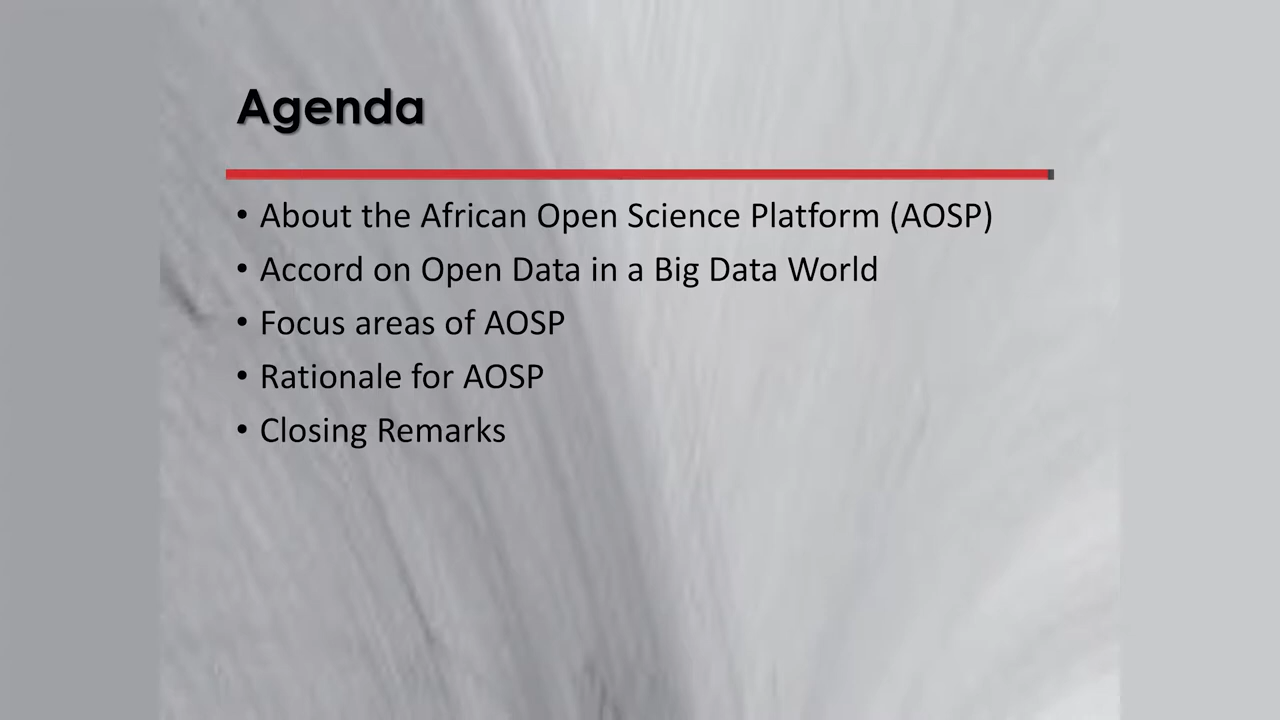 Agenda
• About the African Open Science Platform (AOSP)
• Accord on Open Data in a Big Data World
• Focus areas of AOSP
• Rationale for AOSP
• Closing Remarks